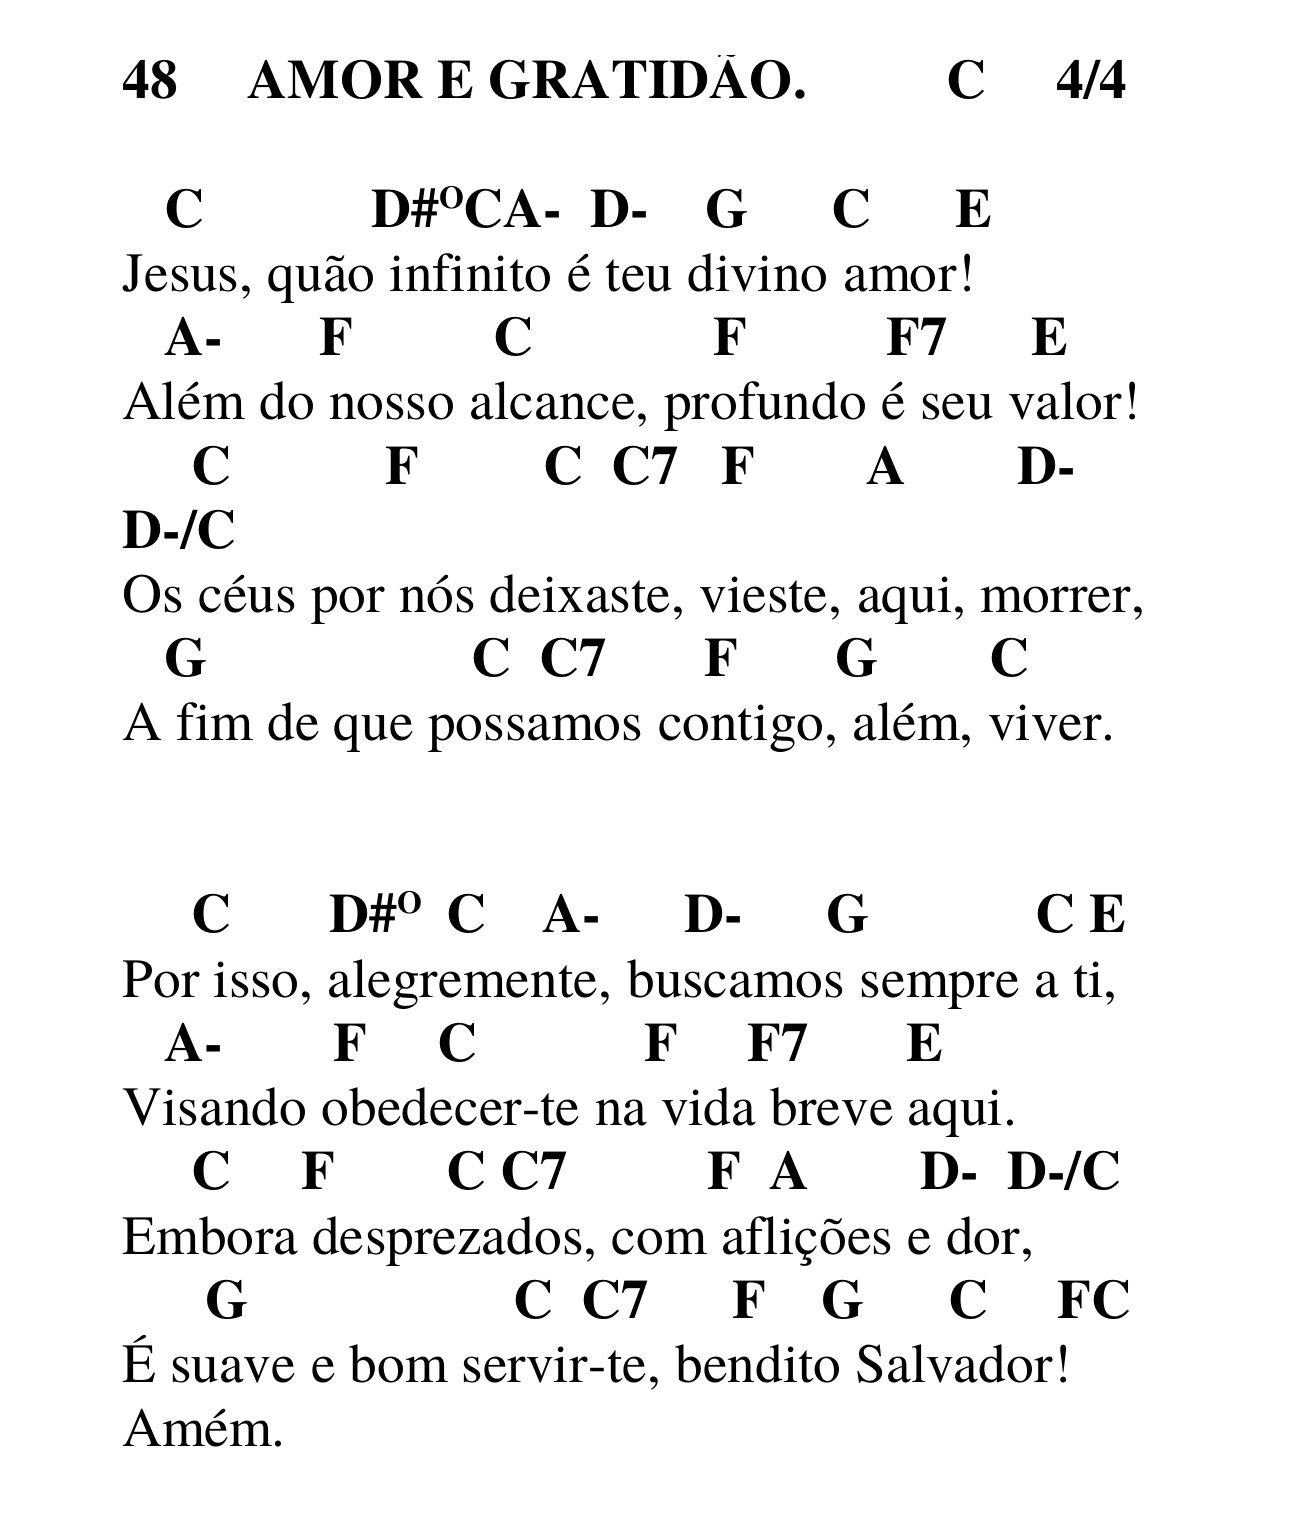 48 AMOR E GRATIDÃO. C 4/4
C D#ºCA- D- G C E
Jesus, quão infinito é teu divino amor!
A- F C F F7 E
Além do nosso alcance, profundo é seu valor!
C F C C7 F A D-
D-/C
Os céus por nós deixaste, vieste, aqui, morrer,
G C C7 F G C
A fim de que possamos contigo, além, viver.
C D#º C A- D- G C E
Por isso, alegremente, buscamos sempre a ti,
A- F C F F7 E
Visando obedecer-te na vida breve aqui.
C F C C7 F A D- D-/C
Embora desprezados, com aflições e dor,
G C C7 F G C FC
É suave e bom servir-te, bendito Salvador!
Amém.